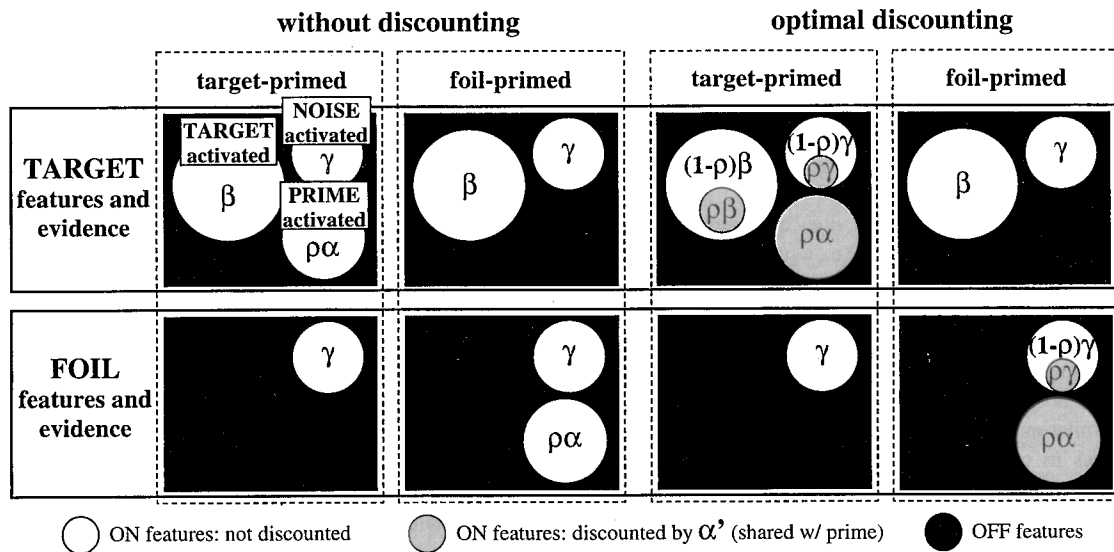 without discounting
optimal discounting
target-primed
foil-primed
target-primed
foil-primed
TARGET
features and
evidence
TARGET
activated
β
NOISE
activated
γ
PRIME
activated
ρα
β
γ
(1-ρ)β
ρβ
(1-ρ)γ
ργ
ρα
β
γ
FOIL
features and
evidence
γ
γ
ρα
γ
(1-ρ)γ
ργ
ρα
ON features: not discounted
ON features: discounted by α' (shared w/ prime)
OFF features